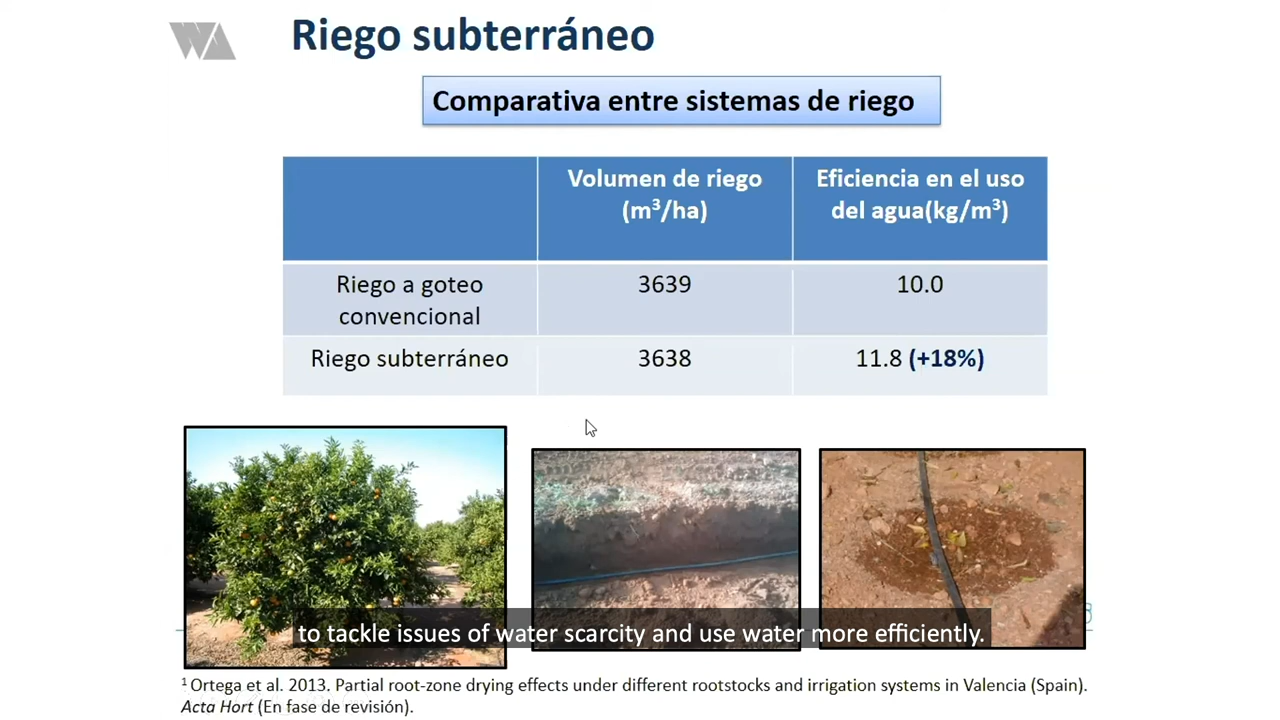 WA
Riego subterráneo
Comparativa entre sistemas de riego
Volumen de riego
(m³/ha)
Eficiencia en el uso
del agua(kg/m³)
Riego a goteo
convencional
3639
10.0
Riego subterráneo
3638
11.8 (+18%)
to tackle issues of water scarcity and use water more efficiently.
¹ Ortega et al. 2013. Partial root-zone drying effects under different rootstocks and irrigation systems in Valencia (Spain).
Acta Hort (En fase de revisión).